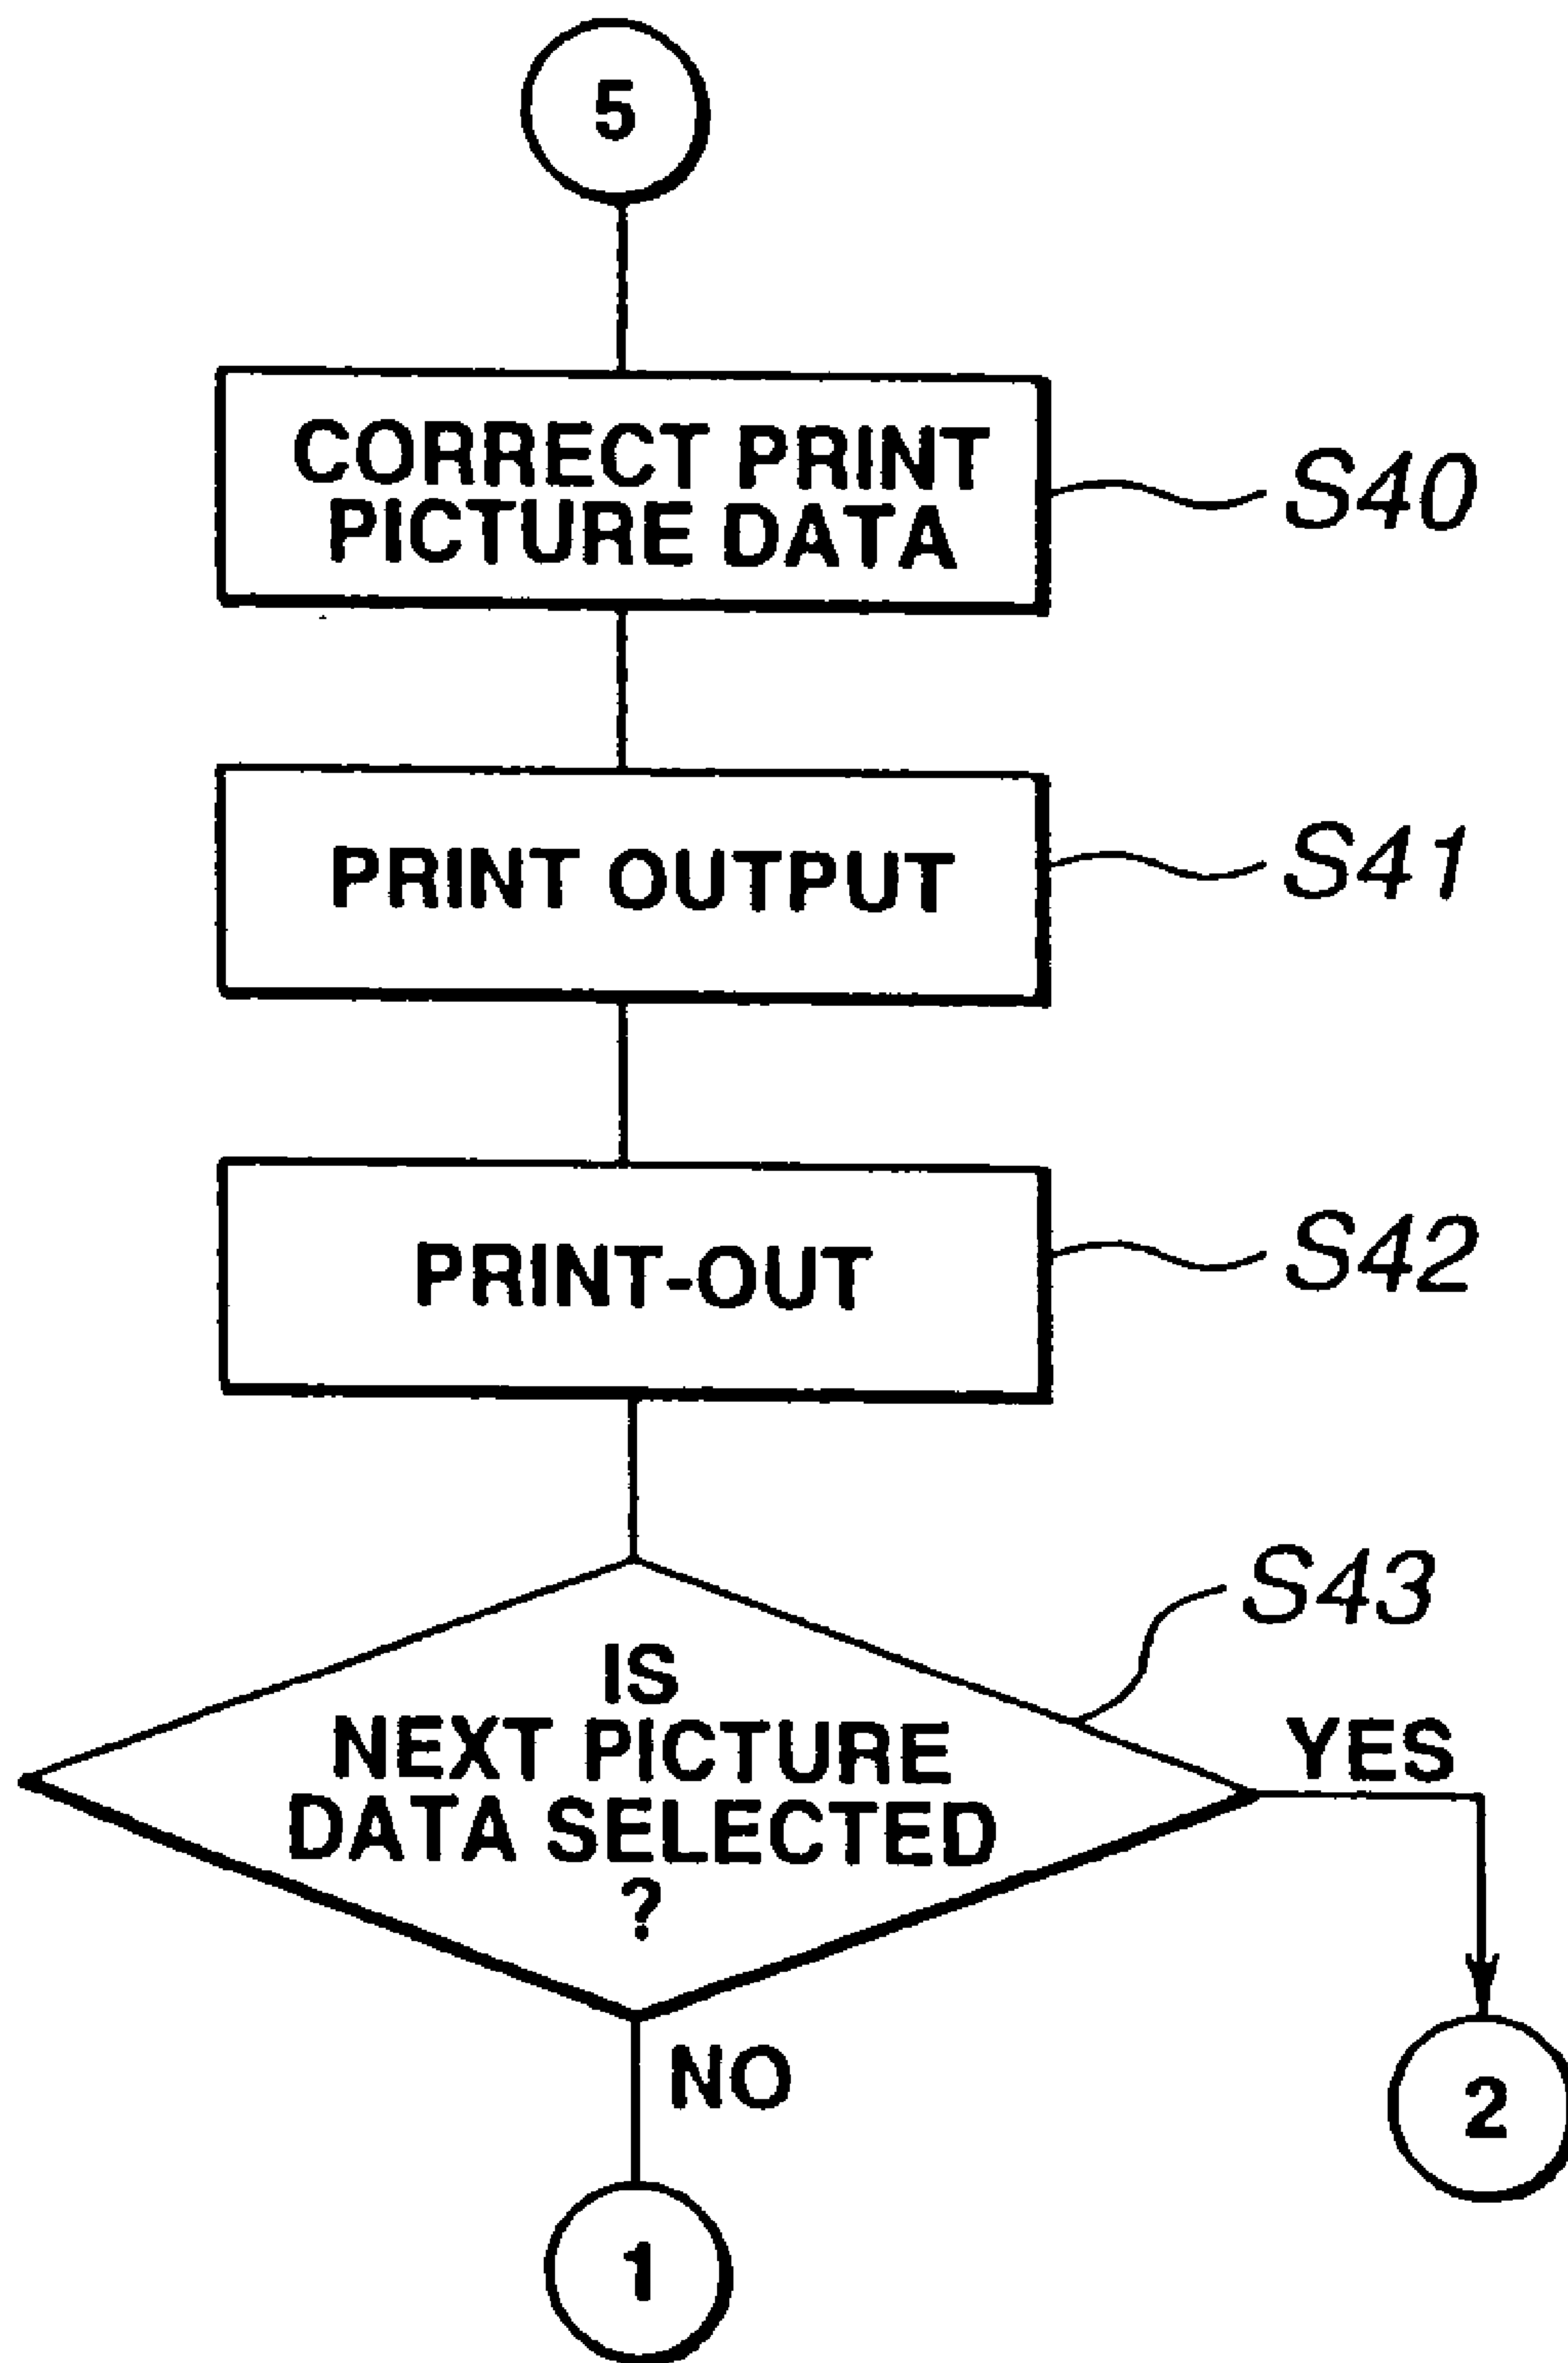 5
CORRECT PRINT
PICTURE DATA
S40
PRINT OUTPUT
S41
PRINT-OUT
S42
S43
IS
NEXT PICTURE
DATA SELECTED
?
YES
NO
2
1